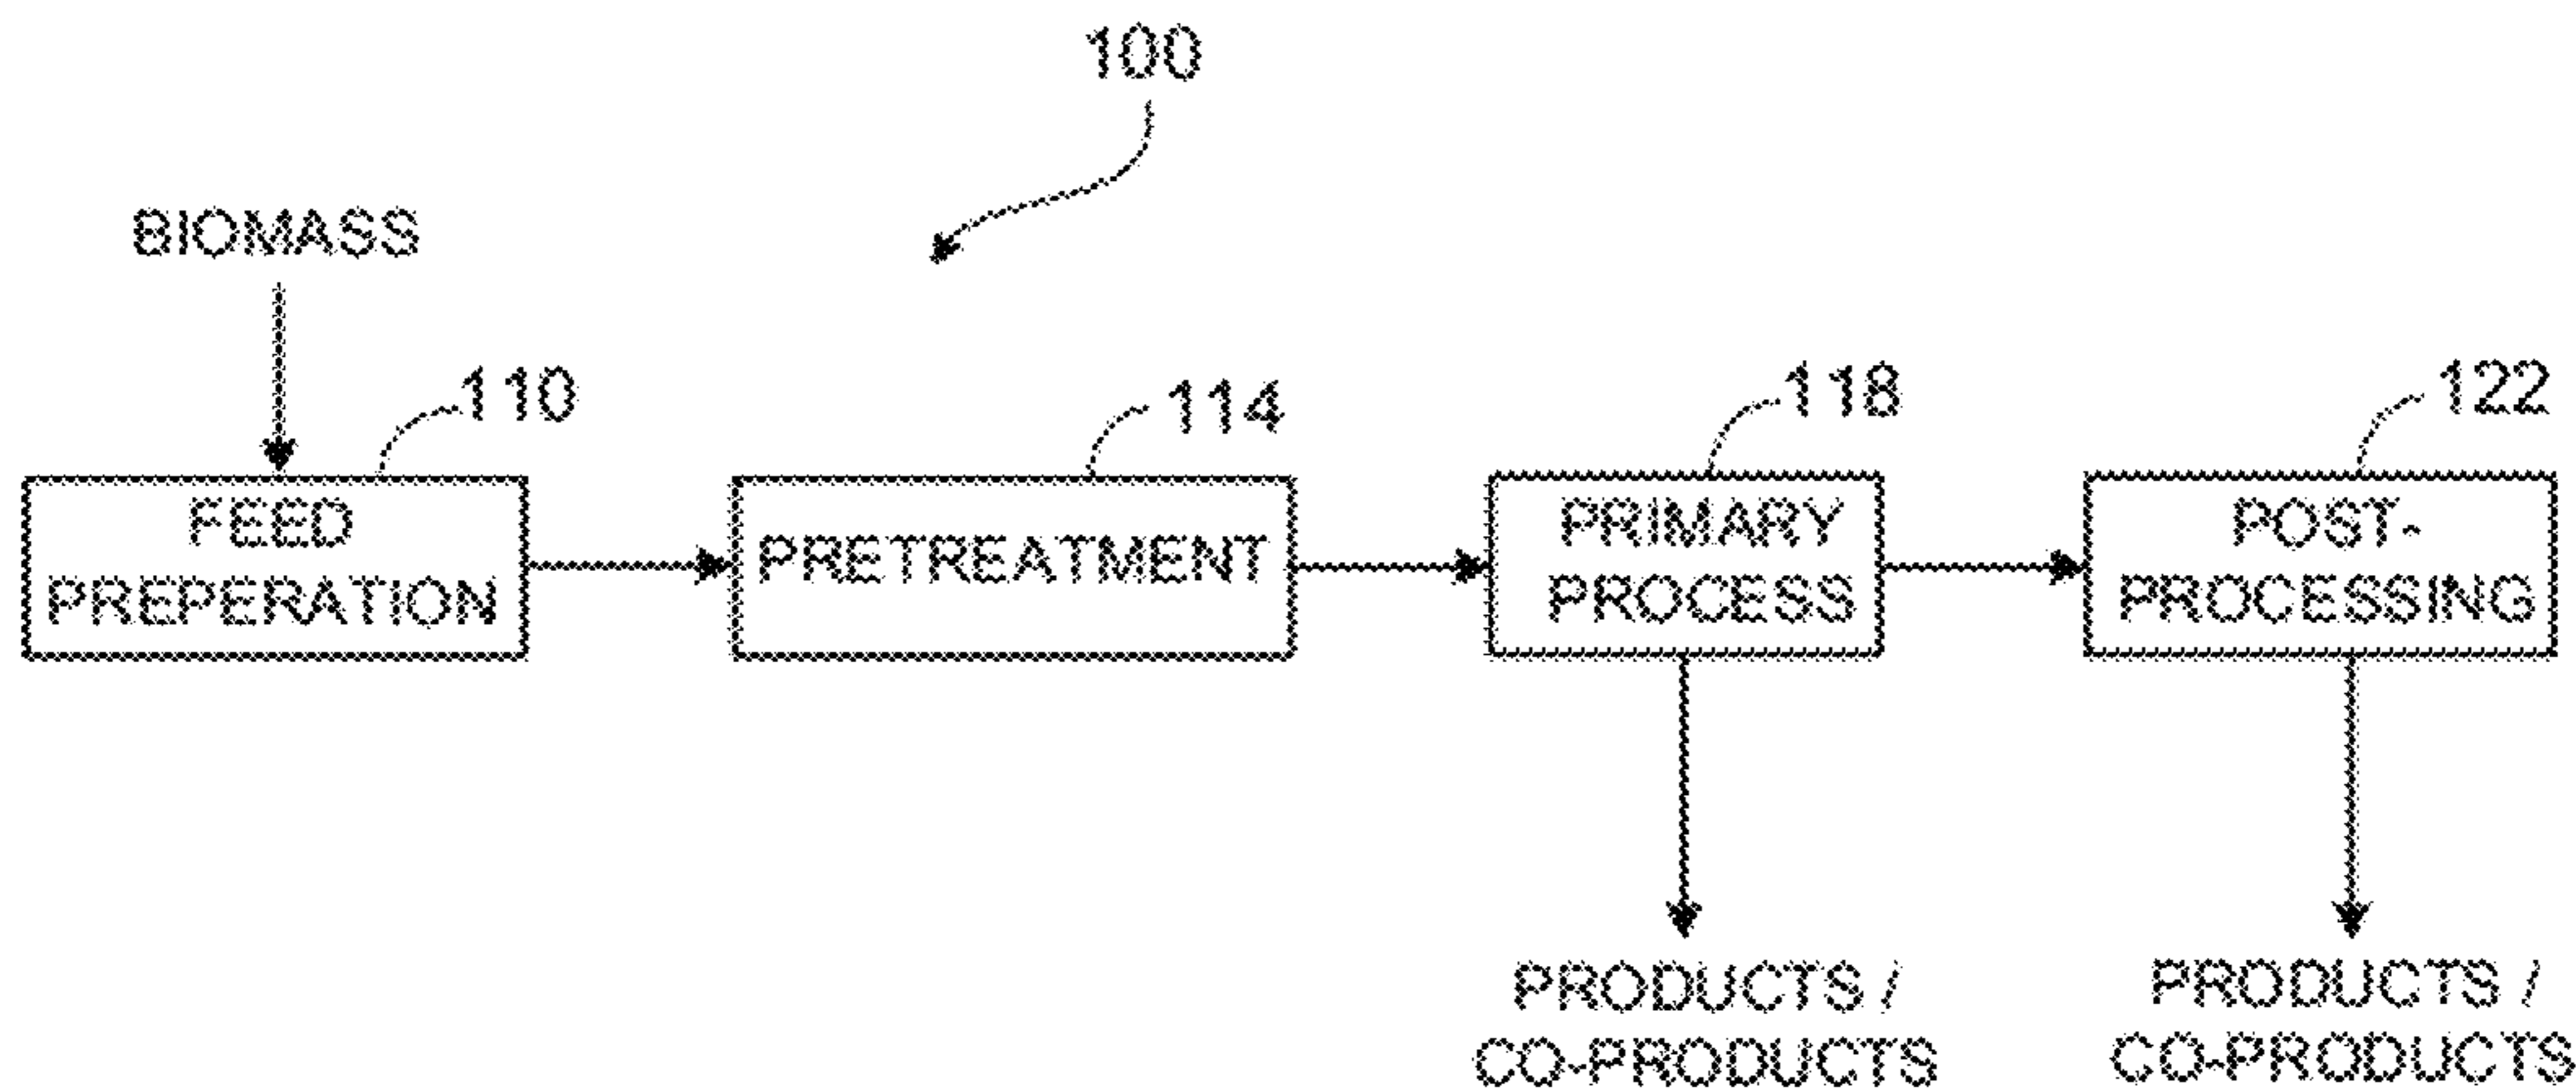 100
BIOMASS
110
114
118
122
FEED
PREPERATION
PRETREATMENT
PRIMARY
PROCESS
POST-
PROCESSING
PRODUCTS /
CO-PRODUCTS
PRODUCTS /
CO-PRODUCTS